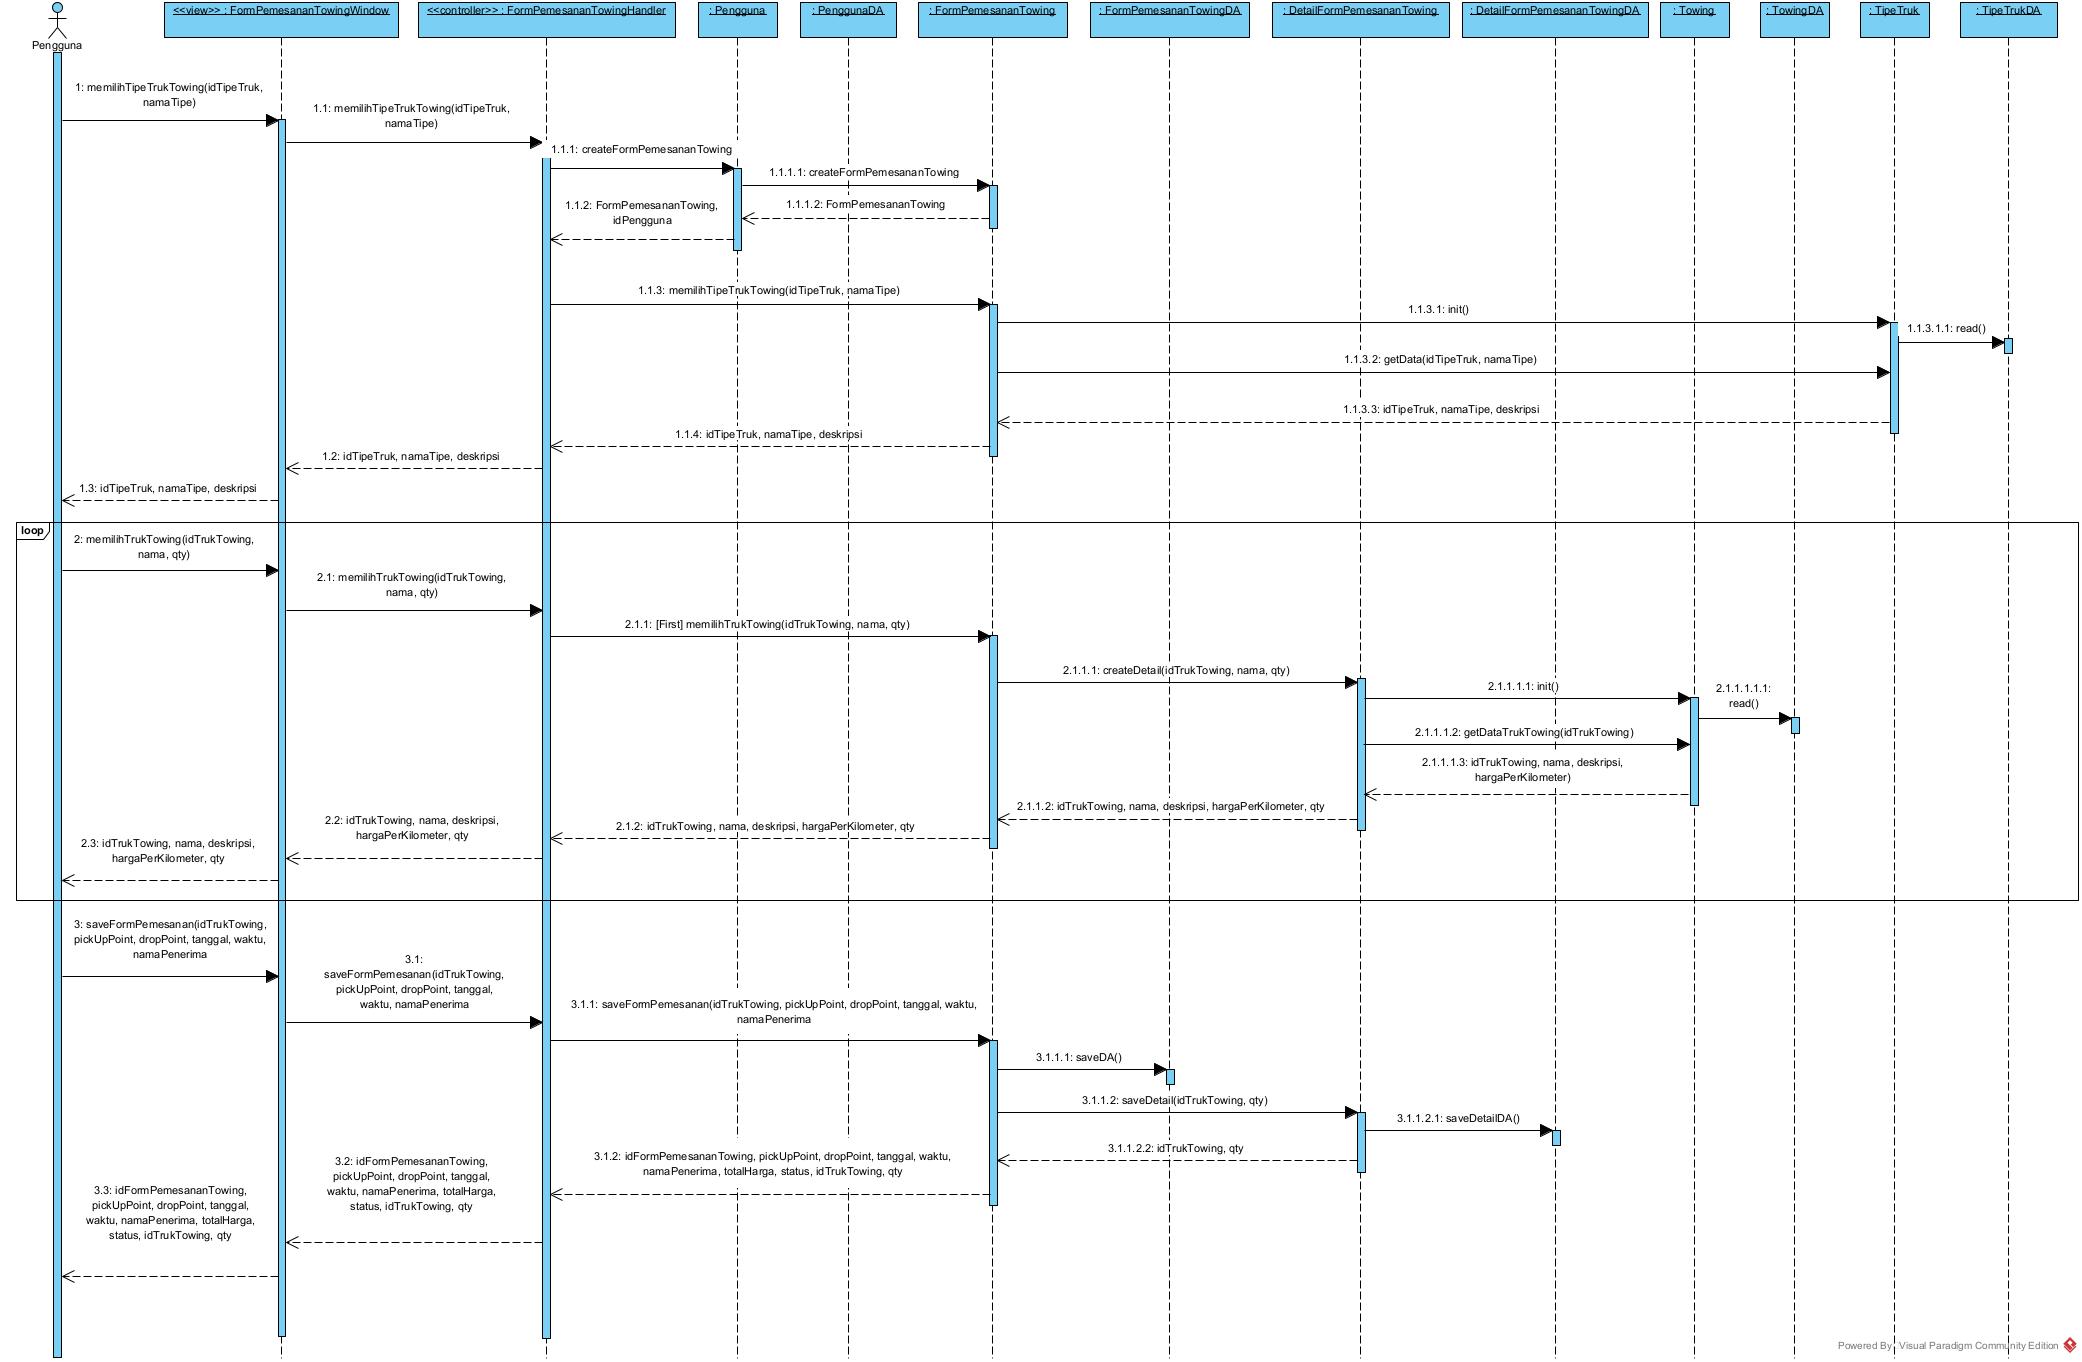 <<view>> : FormPemesananTowingWindow
<<controller>> : FormPemesananTowingHandler
: Pengguna
: PenggunaDA
: FormPemesananTowing
: FormPemesananTowingDA
: DetailFormPemesananTowing
: DetailFormPemesananTowingDA
: Towing
: TowingDA
: TipeTruk
: TipeTrukDA
Pengguna
1: memilihTipeTrukTowing(idTipeTruk,
namaTipe)
1.1: memilihTipeTrukTowing(idTipeTruk,
namaTipe)
1.1.1: createFormPemesananTowing
1.1.1.1: createFormPemesananTowing
1.1.1.2: FormPemesananTowing
1.1.2: FormPemesananTowing,
idPengguna
1.1.3: memilihTipeTrukTowing(idTipeTruk, namaTipe)
1.1.3.1: init()
1.1.3.1.1: read()
1.1.3.2: getData(idTipeTruk, namaTipe)
1.1.3.3: idTipeTruk, namaTipe, deskripsi
1.1.4: idTipeTruk, namaTipe, deskripsi
1.2: idTipeTruk, namaTipe, deskripsi
1.3: idTipeTruk, namaTipe, deskripsi
loop
2: memilihTrukTowing(idTrukTowing,
nama, qty)
2.1: memilihTrukTowing(idTrukTowing,
nama, qty)
2.1.1: [First] memilihTrukTowing(idTrukTowing, nama, qty)
2.1.1.1: createDetail(idTrukTowing, nama, qty)
2.1.1.1.1: init()
2.1.1.1.1.1:
read()
2.1.1.1.2: getDataTrukTowing(idTrukTowing)
2.1.1.1.3: idTrukTowing, nama, deskripsi,
hargaPerKilometer)
2.1.1.2: idTrukTowing, nama, deskripsi, hargaPerKilometer, qty
2.1.2: idTrukTowing, nama, deskripsi, hargaPerKilometer, qty
2.2: idTrukTowing, nama, deskripsi,
hargaPerKilometer, qty
2.3: idTrukTowing, nama, deskripsi,
hargaPerKilometer, qty
3: saveFormPemesanan(idTrukTowing,
pickUpPoint, dropPoint, tanggal, waktu,
namaPenerima
3.1:
saveFormPemesanan(idTrukTowing,
pickUpPoint, dropPoint, tanggal,
waktu, namaPenerima
3.1.1: saveFormPemesanan(idTrukTowing, pickUpPoint, dropPoint, tanggal, waktu,
namaPenerima
3.1.1.1: saveDA()
3.1.1.2: saveDetail(idTrukTowing, qty)
3.1.1.2.1: saveDetailDA()
3.1.1.2.2: idTrukTowing, qty
3.1.2: idFormPemesananTowing, pickUpPoint, dropPoint, tanggal, waktu,
namaPenerima, totalHarga, status, idTrukTowing, qty
3.2: idFormPemesananTowing,
pickUpPoint, dropPoint, tanggal,
waktu, namaPenerima, totalHarga,
status, idTrukTowing, qty
3.3: idFormPemesananTowing,
pickUpPoint, dropPoint, tanggal,
waktu, namaPenerima, totalHarga,
status, idTrukTowing, qty
Powered By Visual Paradigm Community Edition